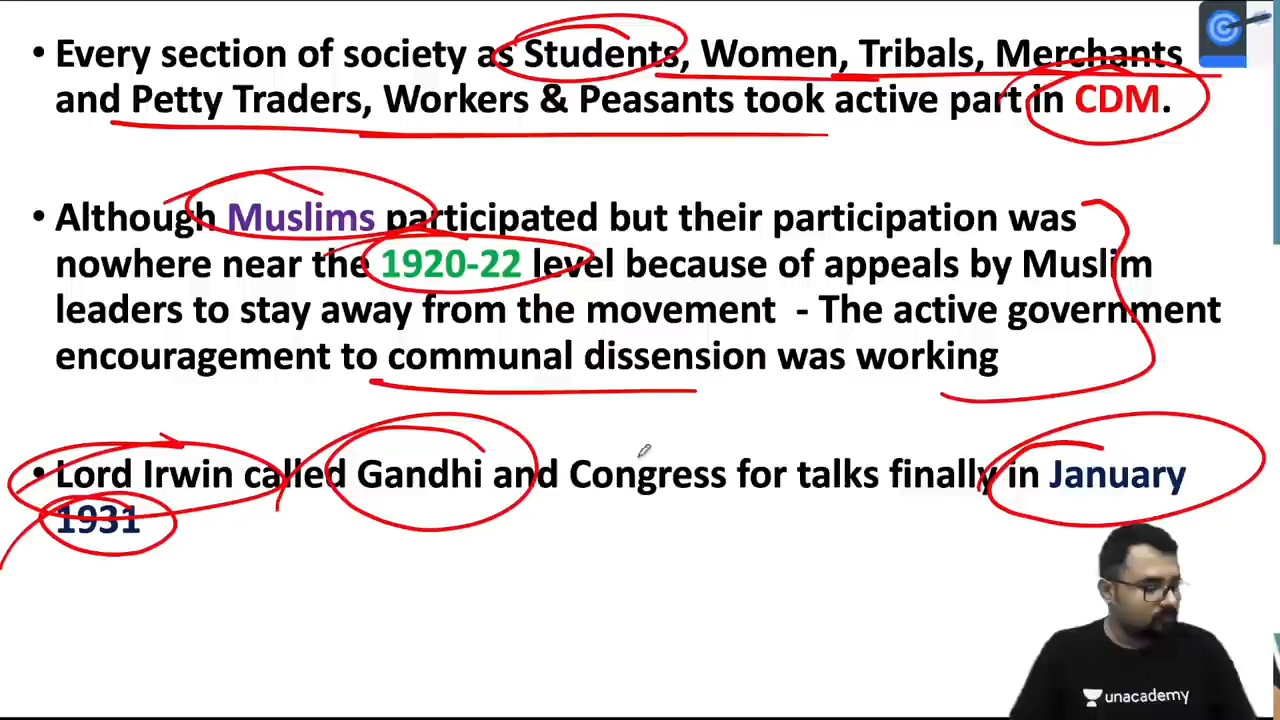 • Every section of society as Students, Women, Tribals, Merchants
and Petty Traders, Workers & Peasants took active part in CDM.
• Although Muslims participated but their participation was
nowhere near the 1920-22 level because of appeals by Muslim
leaders to stay away from the movement - The active government
encouragement to communal dissension was working
• Lord Irwin called Gandhi and Congress for talks finally in January
1931
unacademy